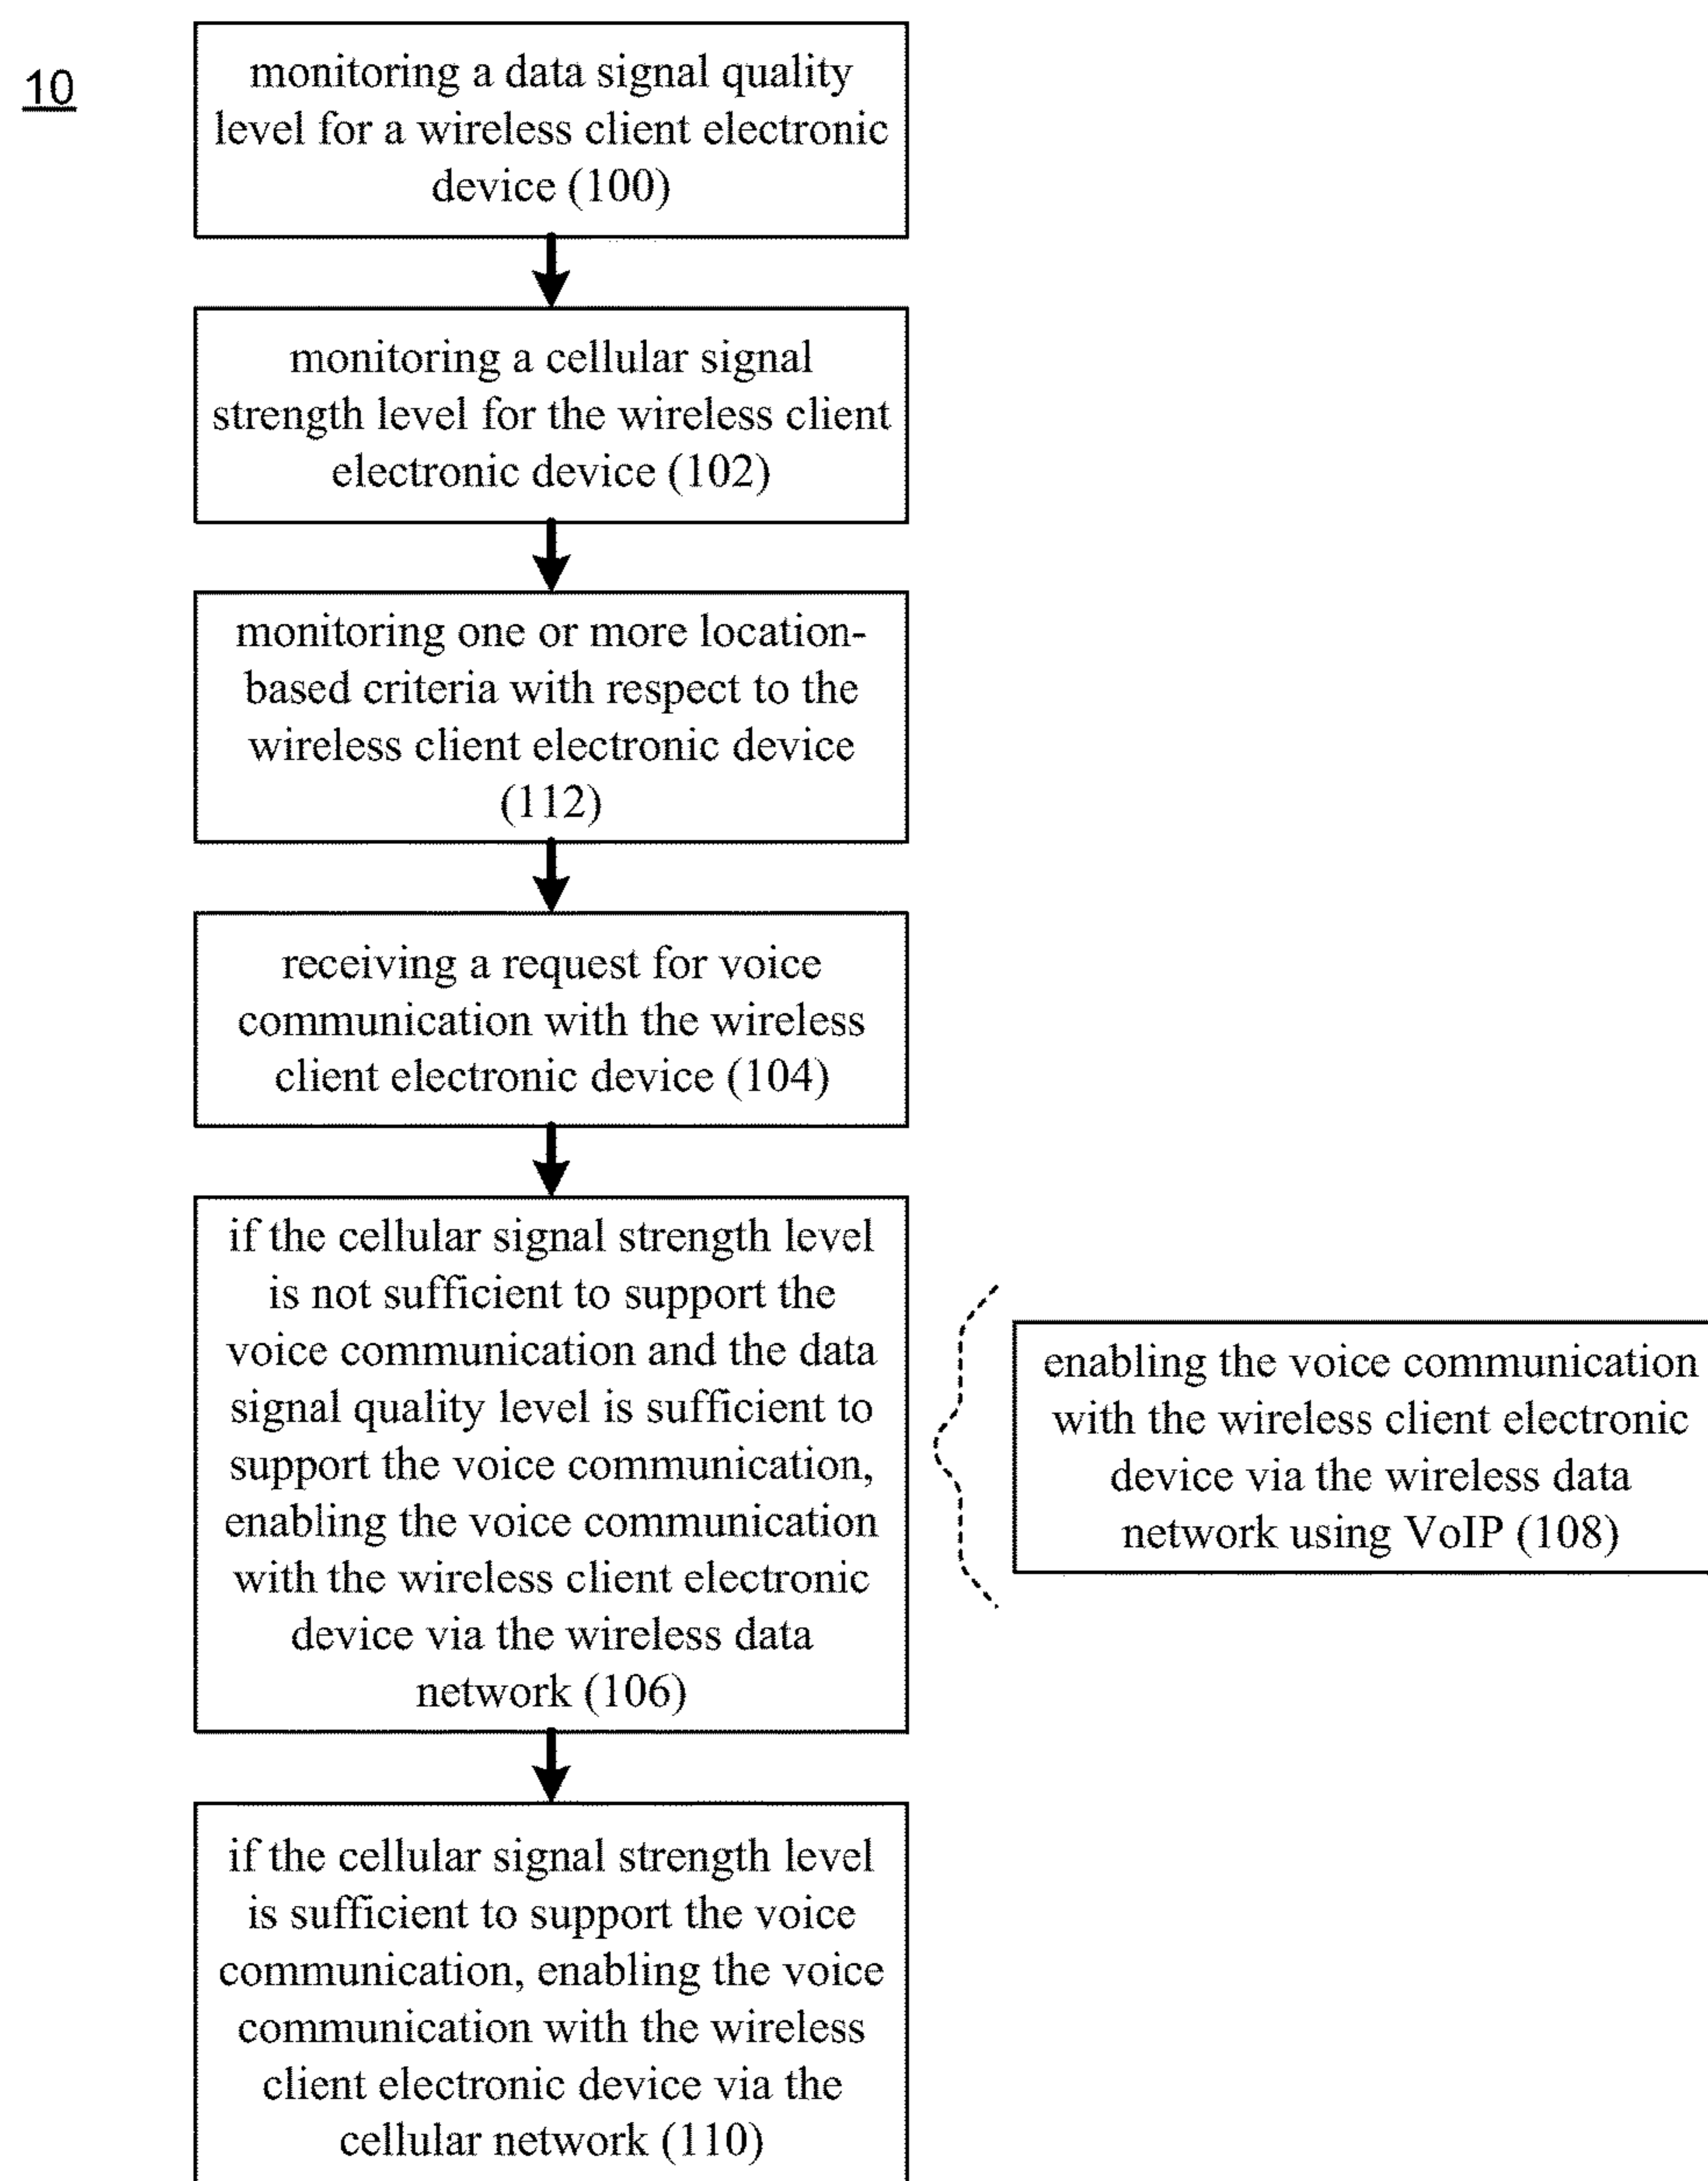 10
monitoring a data signal quality
level for a wireless client electronic
device (100)
monitoring a cellular signal
strength level for the wireless client
electronic device (102)
monitoring one or more location-
based criteria with respect to the
wireless client electronic device
(112)
receiving a request for voice
communication with the wireless
client electronic device (104)
if the cellular signal strength level
is not sufficient to support the
voice communication and the data
signal quality level is sufficient to
support the voice communication,
enabling the voice communication
with the wireless client electronic
device via the wireless data
network (106)
enabling the voice communication
with the wireless client electronic
device via the wireless data
network using VoIP (108)
if the cellular signal strength level
is sufficient to support the voice
communication, enabling the voice
communication with the wireless
client electronic device via the
cellular network (110)